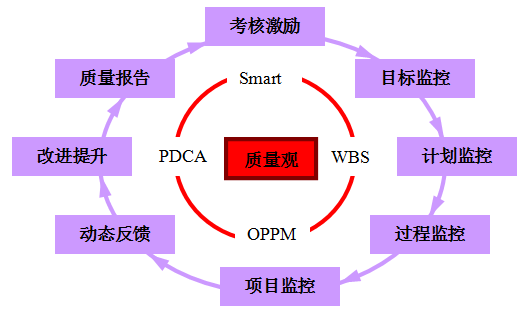 考核激励
质量报告
目标监控
Smart
改进提升
PDCA
质量观
WBS
计划监控
动态反馈
OPPM
过程监控
项目监控